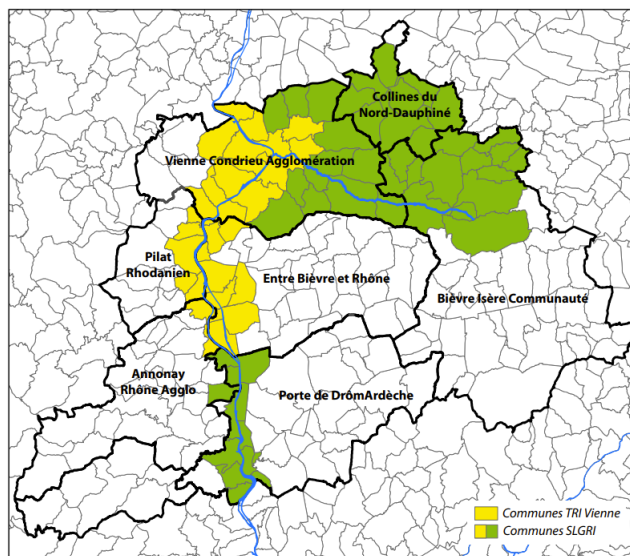 Collines du
Nord-Dauphiné
Vienne Condrieu Agglomération
Pilat
Rhodanien
Entre Bièvre et Rhône
Bièvre Isère Communauté
Annonay
Rhône Agglo
Porte de DrômArdèche
Communes TRI Vienne
Communes SLGRI